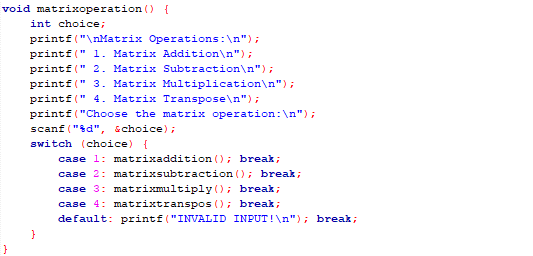 void matrixoperation() {
    int choice;
    printf("\nMatrix Operations:\n");
    printf(" 1. Matrix Addition\n");
    printf(" 2. Matrix Subtraction\n");
    printf(" 3. Matrix Multiplication\n");
    printf(" 4. Matrix Transpose\n");
    printf("Choose the matrix operation:\n");
    scanf("%d", &choice);
    switch (choice) {
        case 1: matrixaddition(); break;
        case 2: matrixsubtraction(); break;
        case 3: matrixmultiply(); break;
        case 4: matrixtranspos(); break;
        default: printf("INVALID INPUT!\n"); break;
    }
}